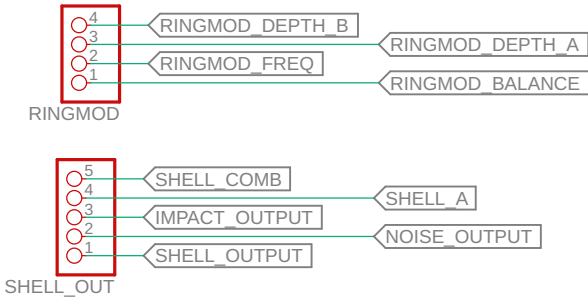 4 RINGMOD_DEPTH_B
3 RINGMOD_DEPTH_A
2 RINGMOD_FREQ
1 RINGMOD_BALANCE
RINGMOD
5 SHELL_COMB
4 SHELL_A
3 IMPACT_OUTPUT
2 NOISE_OUTPUT
1 SHELL_OUTPUT
SHELL_OUT